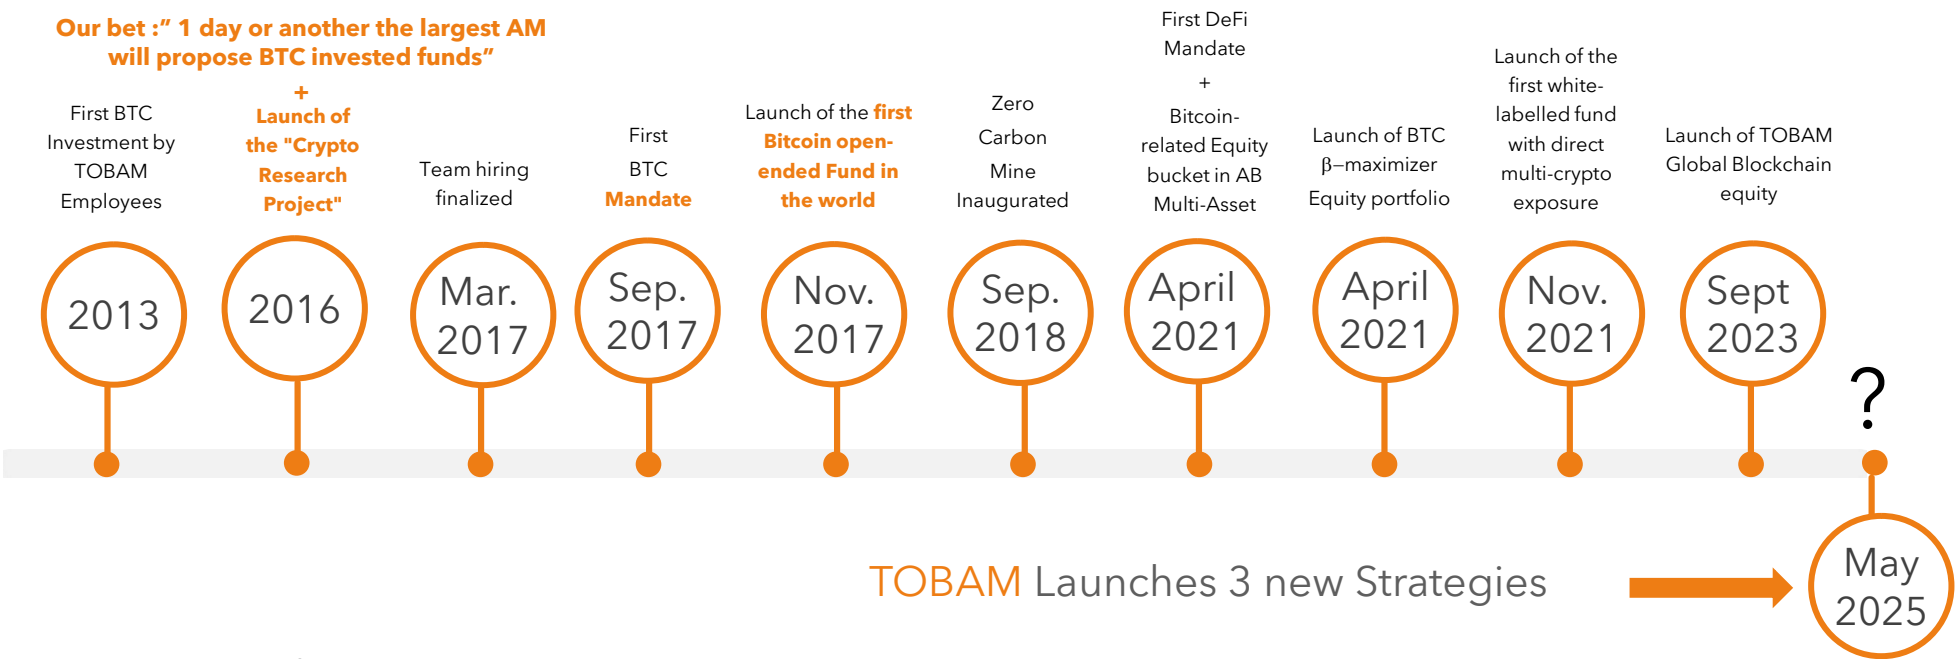 Our bet :” 1 day or another the largest AM
will propose BTC invested funds”
+
Launch of
the "Crypto
Research
Project"
First BTC
Investment by
TOBAM
Employees
Team hiring
finalized
First
BTC
Mandate
Launch of the first
Bitcoin open-
ended Fund in
the world
Zero
Carbon
Mine
Inaugurated
First DeFi
Mandate
+
Bitcoin-
related Equity
bucket in AB
Multi-Asset
Launch of BTC
β–maximizer
Equity portfolio
Launch of the
first white-
labelled fund
with direct
multi-crypto
exposure
Launch of TOBAM
Global Blockchain
equity
2013
2016
Mar.
2017
Sep.
2017
Nov.
2017
Sep.
2018
April
2021
April
2021
Nov.
2021
Sept
2023
?
TOBAM Launches 3 new Strategies
May
2025